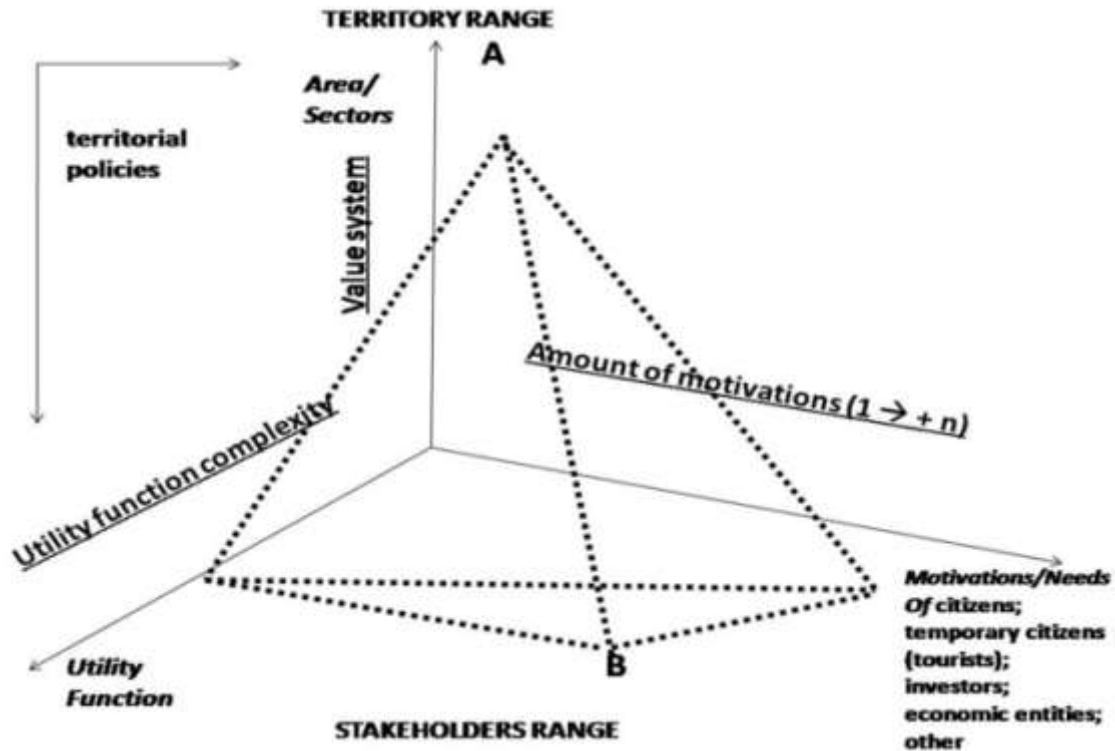 TERRITORY RANGE
A
Area/
Sectors
territorial
policies
Value system
Amount of motivations (1 → + n)
Utility function complexity
Motivations/Needs
Of citizens;
temporary citizens
(tourists);
investors;
economic entities;
other
Utility
Function
B
STAKEHOLDERS RANGE